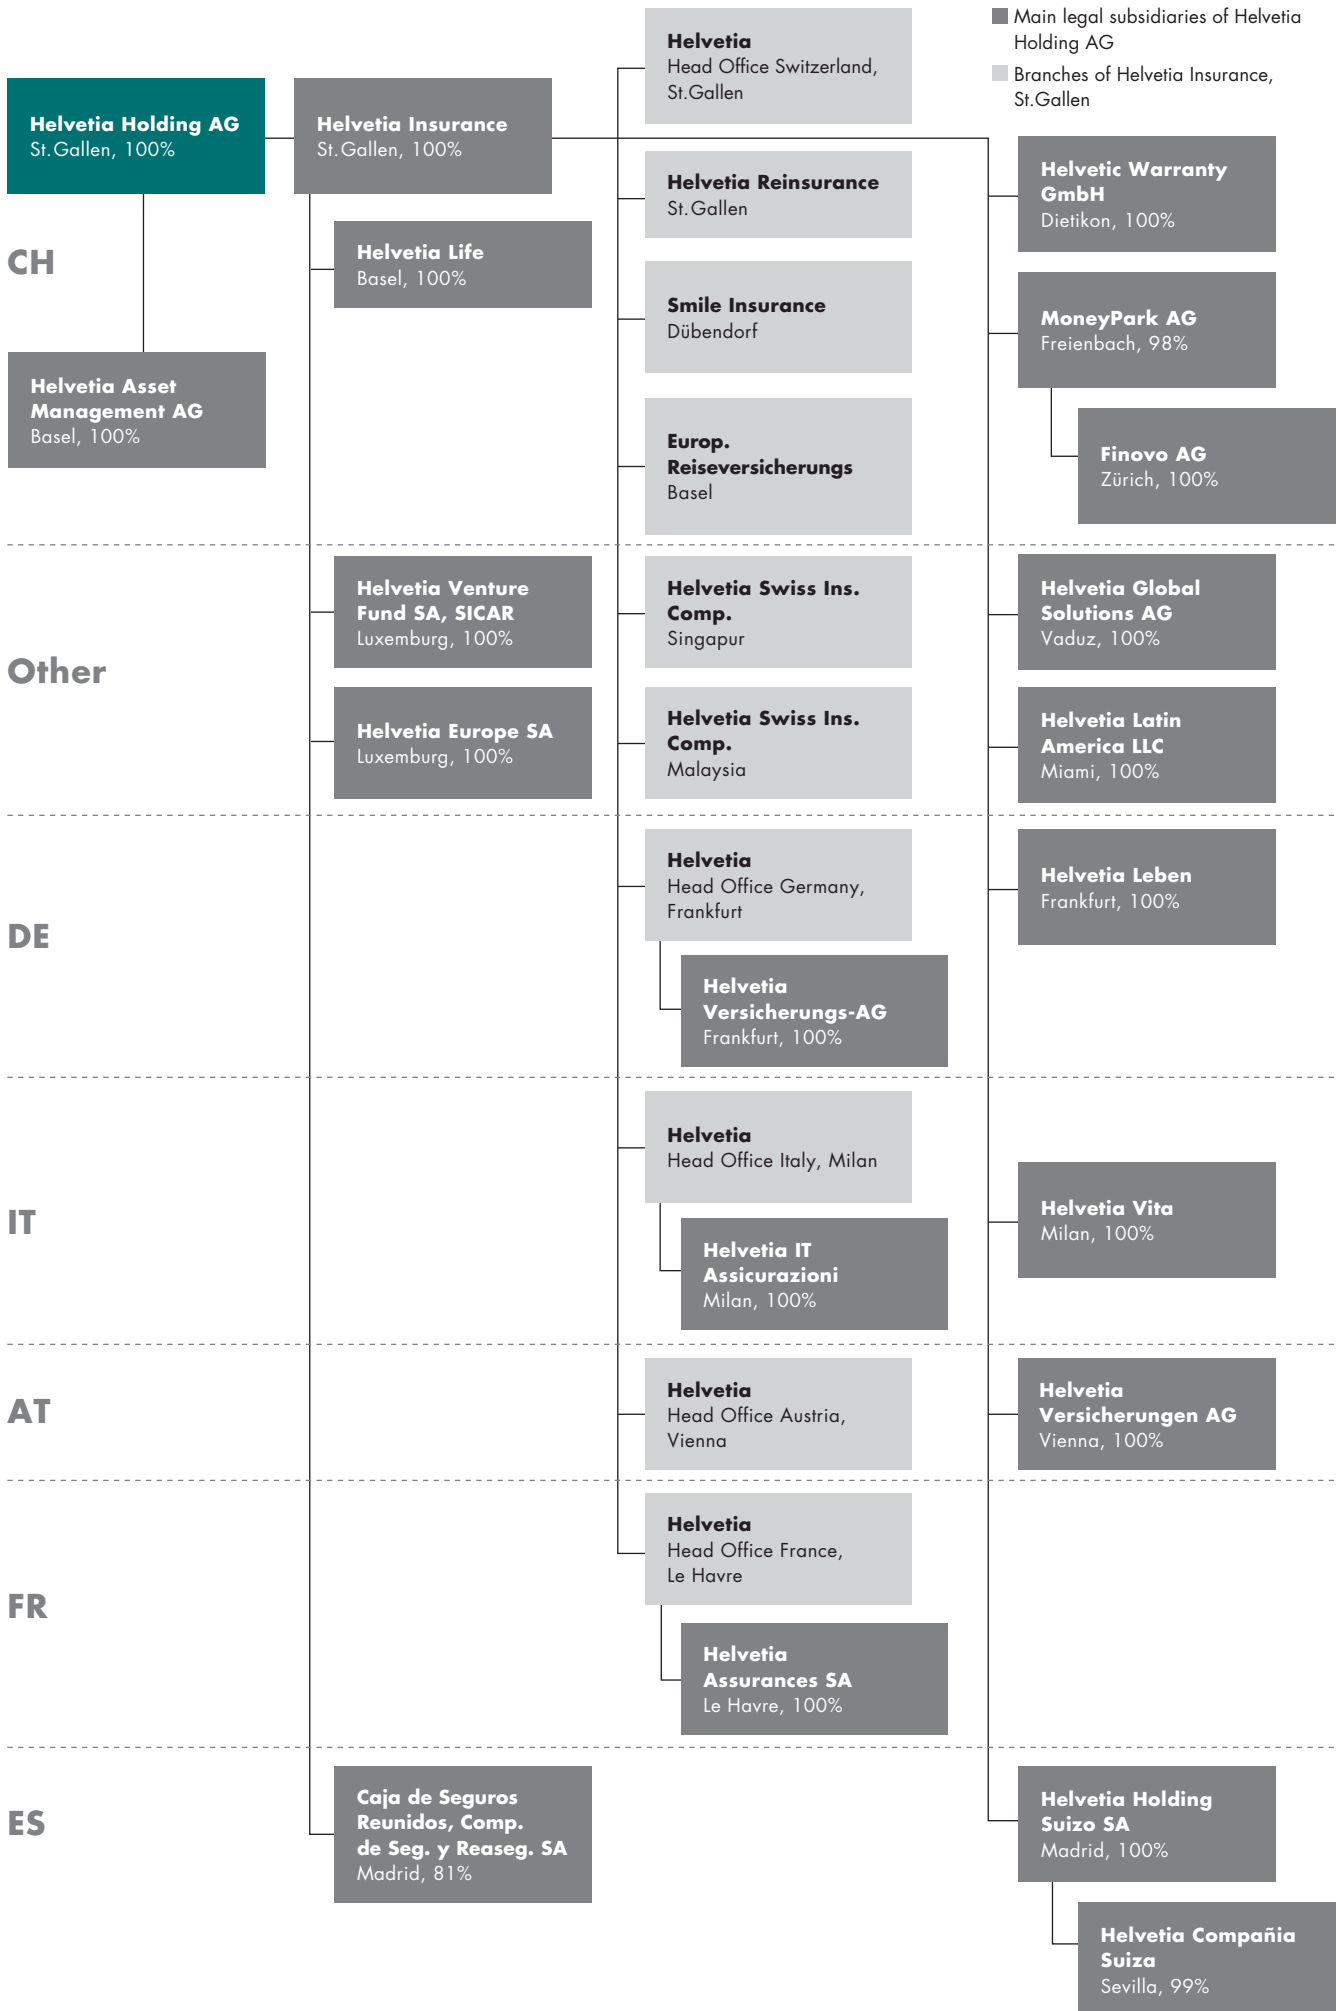 Main legal subsidiaries of Helvetia
Holding AG
Branches of Helvetia Insurance,
St.Gallen
Helvetia Holding AG
St.Gallen, 100%
Helvetia Insurance
St.Gallen, 100%
Helvetia
Head Office Switzerland,
St.Gallen
CH
Helvetia Asset
Management AG
Basel, 100%
Helvetia Life
Basel, 100%
Helvetia Reinsurance
St.Gallen
Smile Insurance
Dübendorf
Europ.
Reiseversicherungs
Basel
Helvetic Warranty
GmbH
Dietikon, 100%
MoneyPark AG
Freienbach, 98%
Finovo AG
Zürich, 100%
Other
Helvetia Venture
Fund SA, SICAR
Luxemburg, 100%
Helvetia Europe SA
Luxemburg, 100%
Helvetia Swiss Ins.
Comp.
Singapur
Helvetia Swiss Ins.
Comp.
Malaysia
Helvetia Global
Solutions AG
Vaduz, 100%
Helvetia Latin
America LLC
Miami, 100%
DE
Helvetia
Head Office Germany,
Frankfurt
Helvetia
Versicherungs-AG
Frankfurt, 100%
Helvetia Leben
Frankfurt, 100%
IT
Helvetia
Head Office Italy, Milan
Helvetia IT
Assicurazioni
Milan, 100%
Helvetia Vita
Milan, 100%
AT
Helvetia
Head Office Austria,
Vienna
Helvetia
Versicherungen AG
Vienna, 100%
FR
Helvetia
Head Office France,
Le Havre
Helvetia
Assurances SA
Le Havre, 100%
ES
Caja de Seguros
Reunidos, Comp.
de Seg. y Reaseg. SA
Madrid, 81%
Helvetia Holding
Suizo SA
Madrid, 100%
Helvetia Compañia
Suiza
Sevilla, 99%